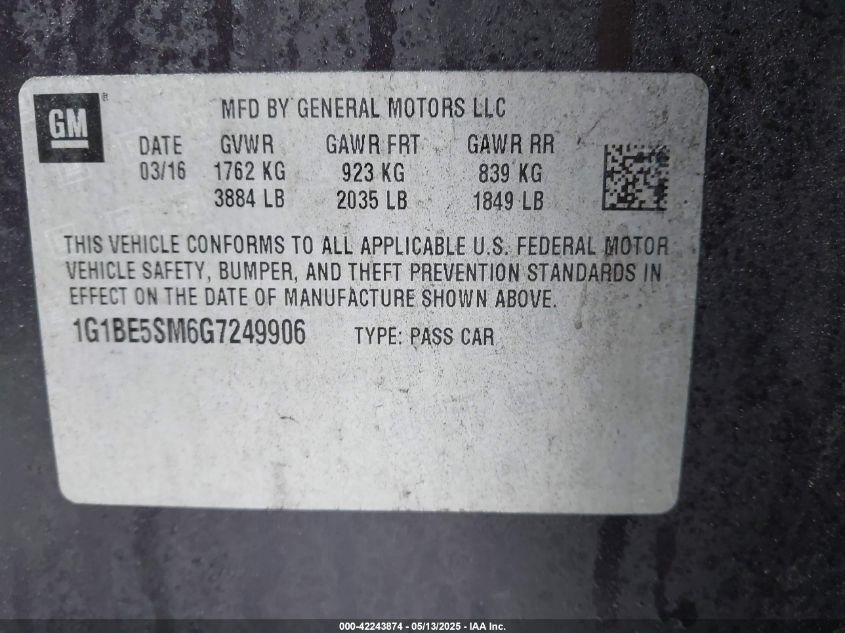 GM®
MFD BY GENERAL MOTORS LLC
DATE GVWR GAWR FRT GAWR RR
03/16 1762 KG 923 KG 839 KG
3884 LB 2035 LB 1849 LB
THIS VEHICLE CONFORMS TO ALL APPLICABLE U.S. FEDERAL MOTOR
VEHICLE SAFETY, BUMPER, AND THEFT PREVENTION STANDARDS IN
EFFECT ON THE DATE OF MANUFACTURE SHOWN ABOVE.
1G1BE5SM6G7249906 TYPE: PASS CAR
000-42243874 — 05/13/2025 — IAA Inc.